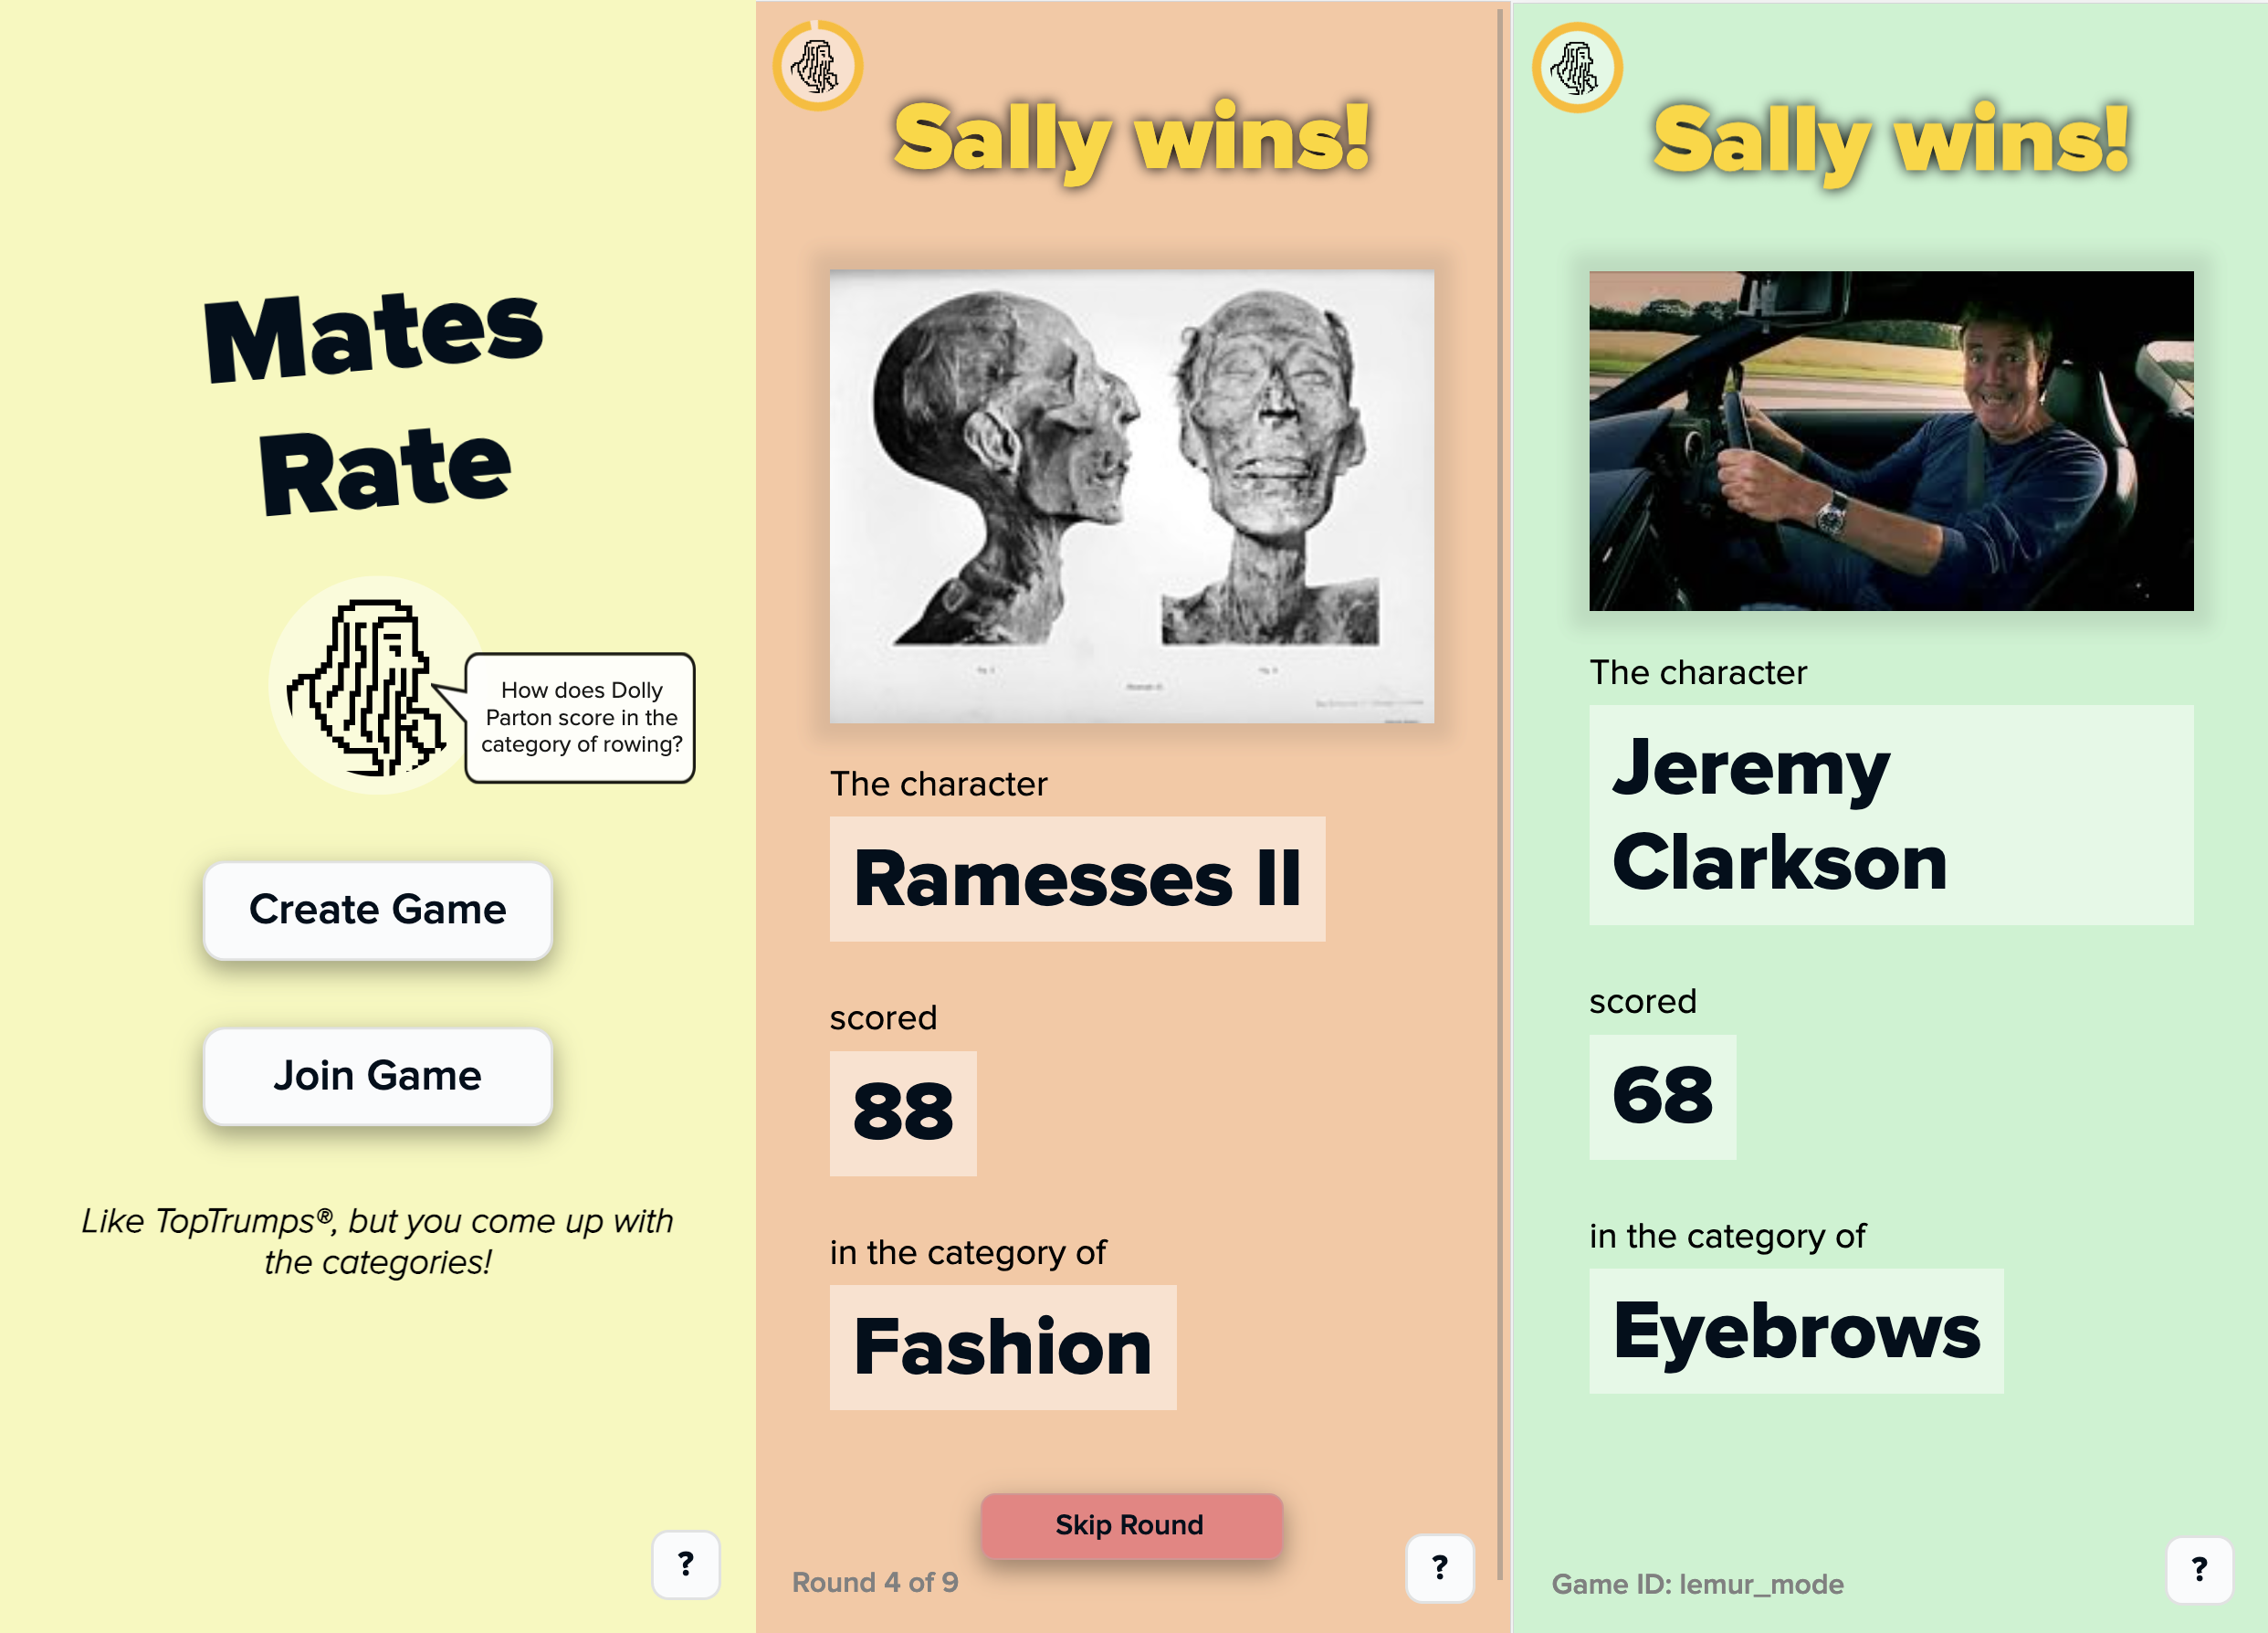 Mates
Rate
How does Dolly
Parton score in the
category of rowing?
Create Game
Join Game
Like TopTrumps®, but you come up with
the categories!
?
Sally wins!
The character
Ramesses II
scored
88
in the category of
Fashion
Skip Round
Round 4 of 9
?
Sally wins!
The character
Jeremy
Clarkson
scored
68
in the category of
Eyebrows
Game ID: lemur_mode
?